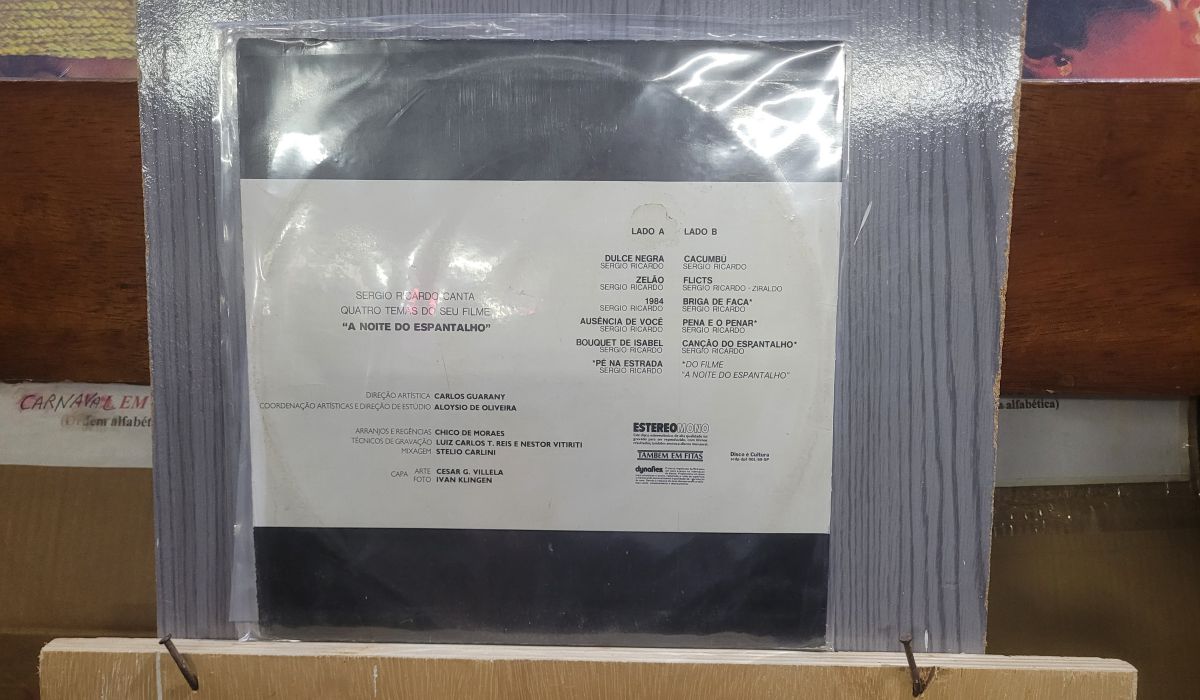 SERGIO RICARDO CANTA
QUATRO TEMAS DO SEU FILME
"A NOITE DO ESPANTALHO"
DIREÇÃO ARTÍSTICA CARLOS GUARANY
COORDENAÇÃO ARTÍSTICAS E DIREÇÃO DE ESTÚDIO ALOYSIO DE OLIVEIRA
ARRANJOS E REGÊNCIAS CHICO DE MORAES
TÉCNICOS DE GRAVAÇÃO LUIZ CARLOS T. REIS E NESTOR VITIRITI
MIXAGEM STELIO CARLINI
CAPA
ARTE CESAR G. VILLELA
FOTO IVAN KLINGEN
LADO A
DULCE NEGRA
SERGIO RICARDO
ZELÃO
SERGIO RICARDO
1984
SERGIO RICARDO
AUSÊNCIA DE VOCÊ
SERGIO RICARDO
BOUQUET DE ISABEL
SERGIO RICARDO
*PÉ NA ESTRADA
SERGIO RICARDO
LADO B
CACUMBÚ
SERGIO RICARDO
FLICTS
SERGIO RICARDO - ZIRALDO
BRIGA DE FACA*
SERGIO RICARDO
PENA E O PENAR*
SERGIO RICARDO
CANÇÃO DO ESPANTALHO*
SERGIO RICARDO
*DO FILME
"A NOITE DO ESPANTALHO"
ESTEREOMONO
TAMBÉM EM FITAS
dynaflex
Disco é Cultura
CARNAVAL EM
(Ordem alfabét
a alfabética)